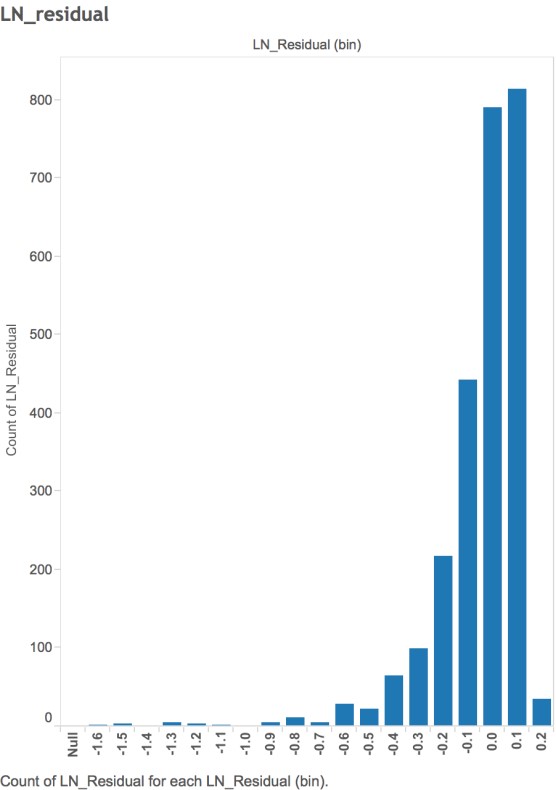 LN_residual
LN_Residual (bin)
800
700
600
500
400
300
200
100
0
Count of LN_Residual
Null -1.6 -1.5 -1.4 -1.3 -1.2 -1.1 -1.0 -0.9 -0.8 -0.7 -0.6 -0.5 -0.4 -0.3 -0.2 -0.1 0.0 0.1 0.2
Count of LN_Residual for each LN_Residual (bin).